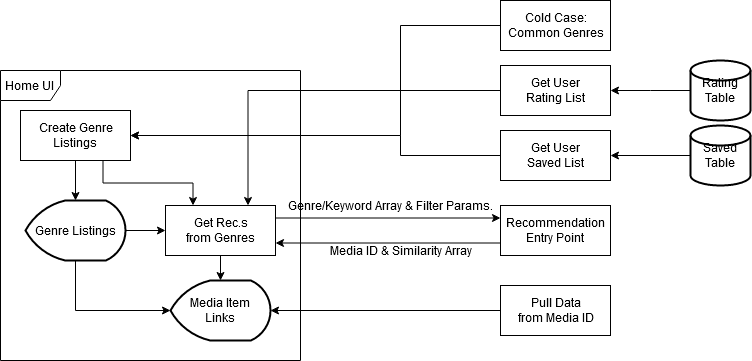 Cold Case:
Common Genres
Home UI
Get User
Rating List
Rating
Table
Create Genre
Listings
Get User
Saved List
Saved
Table
Genre/Keyword Array & Filter Params.
Genre Listings
Get Rec.s
from Genres
Recommendation
Entry Point
Media ID & Similarity Array
Media Item
Links
Pull Data
from Media ID